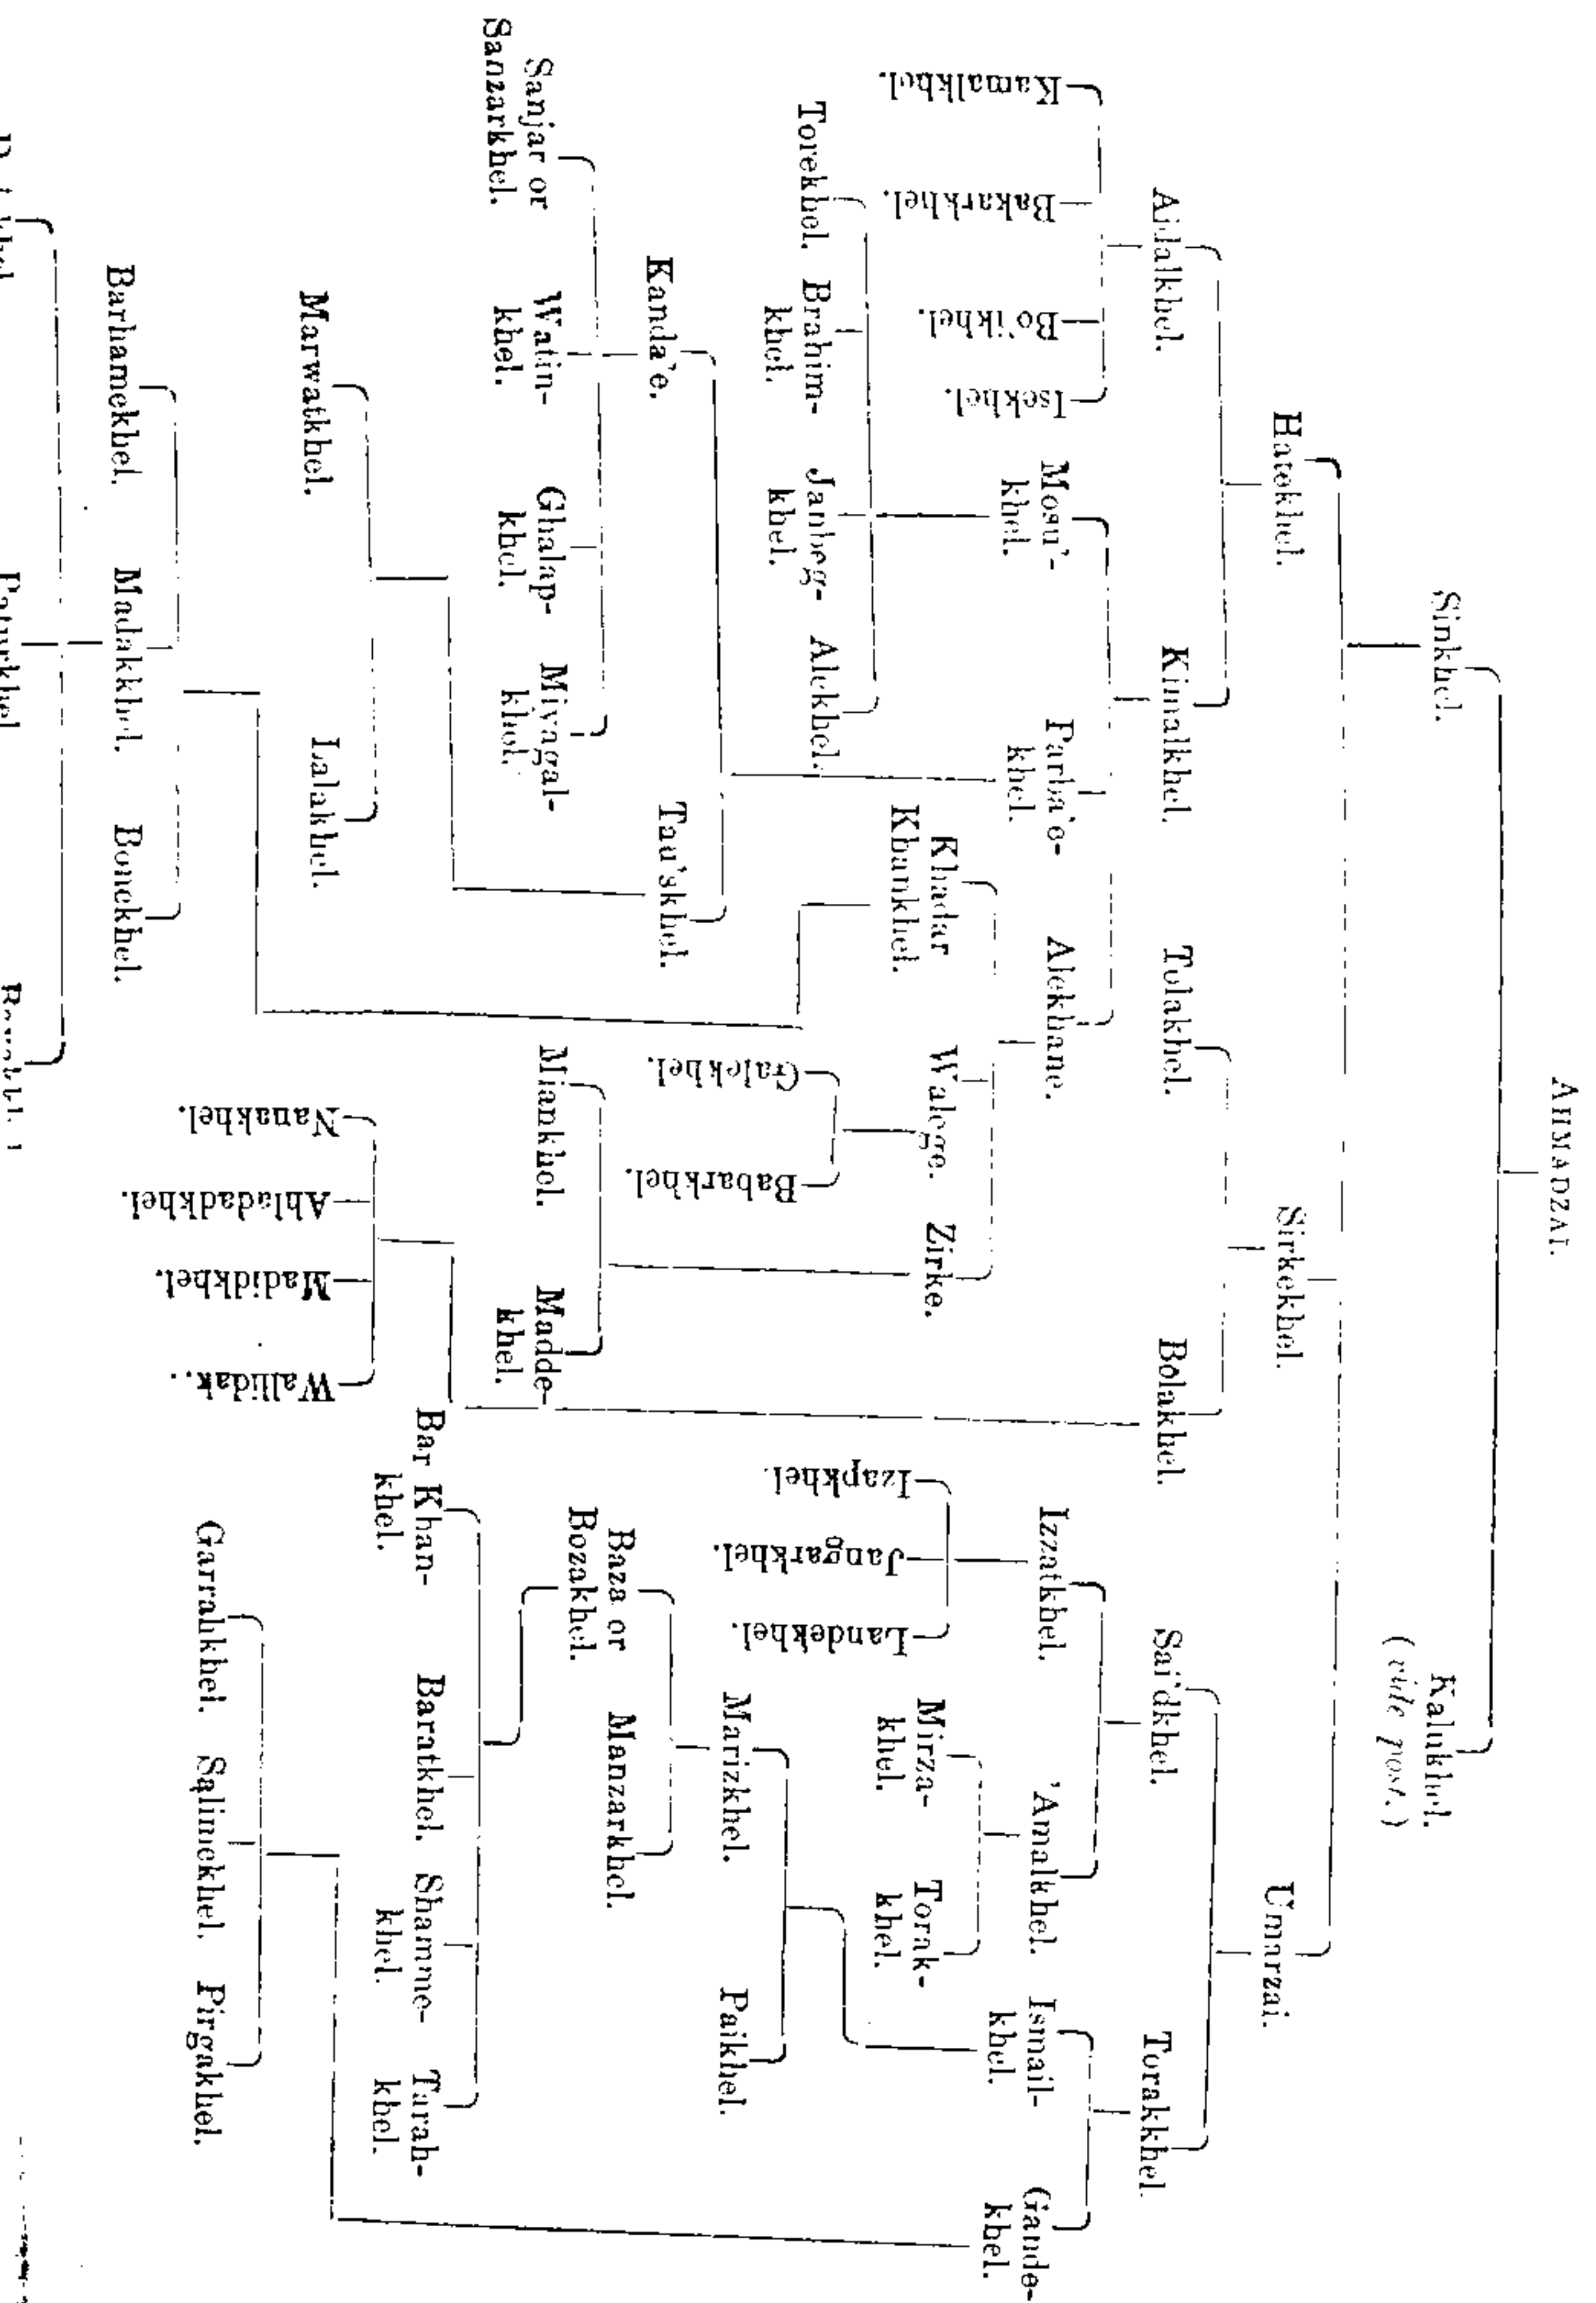 AHMADZAI.
Sinkhel.
Kalukhel.
(vide post.)
Hatekhel.
Sirkekhel.
Umarzai.
Aidalkhel.
Kimalkhel.
Tolakhel.
Bolakhel.
Sai'dkhel.
Torakkhel.
Kamalkhel.
Bakarkhel.
Bo'ikhel.
Isekhel.
Mosu'-
khel.
Parba'e-
khel.
Alekhane.
Izzatkhel.
'Amalkhel.
Ismail-
khel.
Gande-
khel.
Khadar
Khankhel.
Walege.
Zirke.
Izapkhel.
Jangarkhel.
Landekhel.
Mirza-
khel.
Torak-
khel.
Torekhel.
Brahim-
khel.
Janbeg-
khel.
Alekhel.
Galekhel.
Babarkhel.
Marizkhel.
Paikhel.
Kanda'e.
Tau'skhel.
Baza or
Bozakhel.
Manzarkhel.
Sanjar or
Sanzarkhel.
Watin-
khel.
Ghalap-
khel.
Miyagal-
khel.
Miankhel.
Madde-
khel.
Bar Khan-
khel.
Baratkhel.
Shamme-
khel.
Tarah-
khel.
Marwatkhel.
Lalakhel.
Nanakhel.
Ahladadkhel.
Madidkhel.
Wallidak..
Garrahkhel.
Salimekhel.
Pirgakhel.
Barhamekhel.
Madakkhel.
Bonekhel.